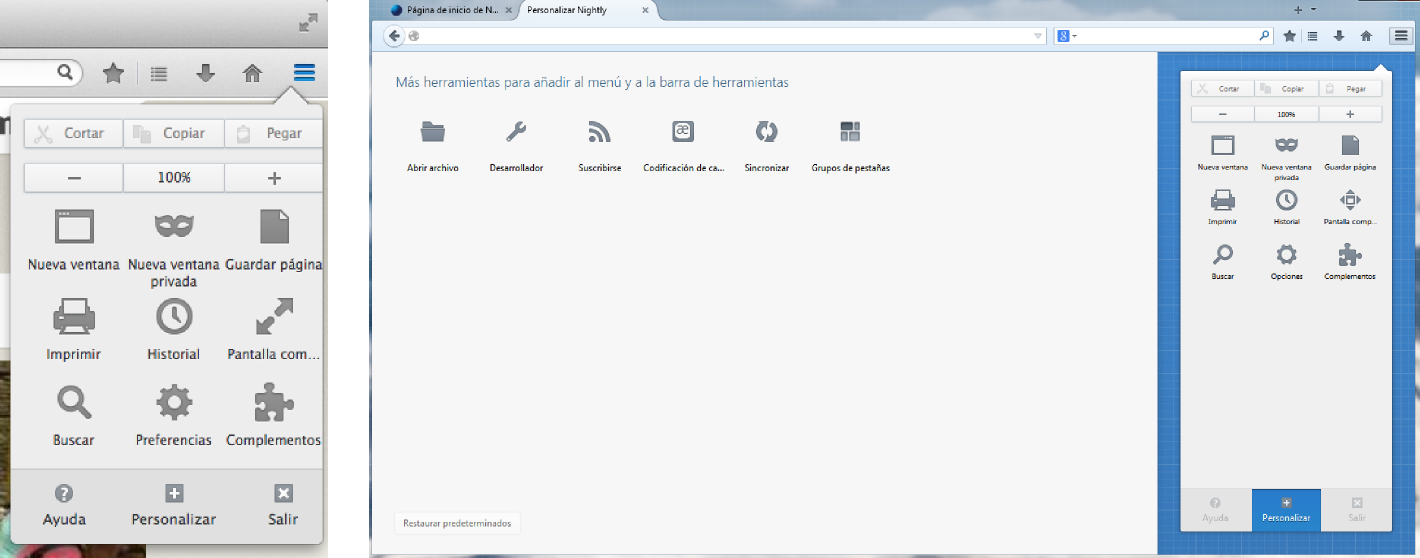 Cortar Copiar Pegar
100%
Nueva ventana Nueva ventana privada Guardar página
Imprimir Historial Pantalla com...
Buscar Preferencias Complementos
Ayuda Personalizar Salir
Página de inicio de N... Personalizar Nightly
Más herramientas para añadir al menú y a la barra de herramientas
Abrir archivo Desarrollador Suscribirse Codificación de ca... Sincronizar Grupos de pestañas
Restaurar predeterminados
Cortar Copiar Pegar
100%
Nueva ventana Nueva ventana privada Guardar página
Imprimir Historial Pantalla comp...
Buscar Opciones Complementos
Ayuda Personalizar Salir